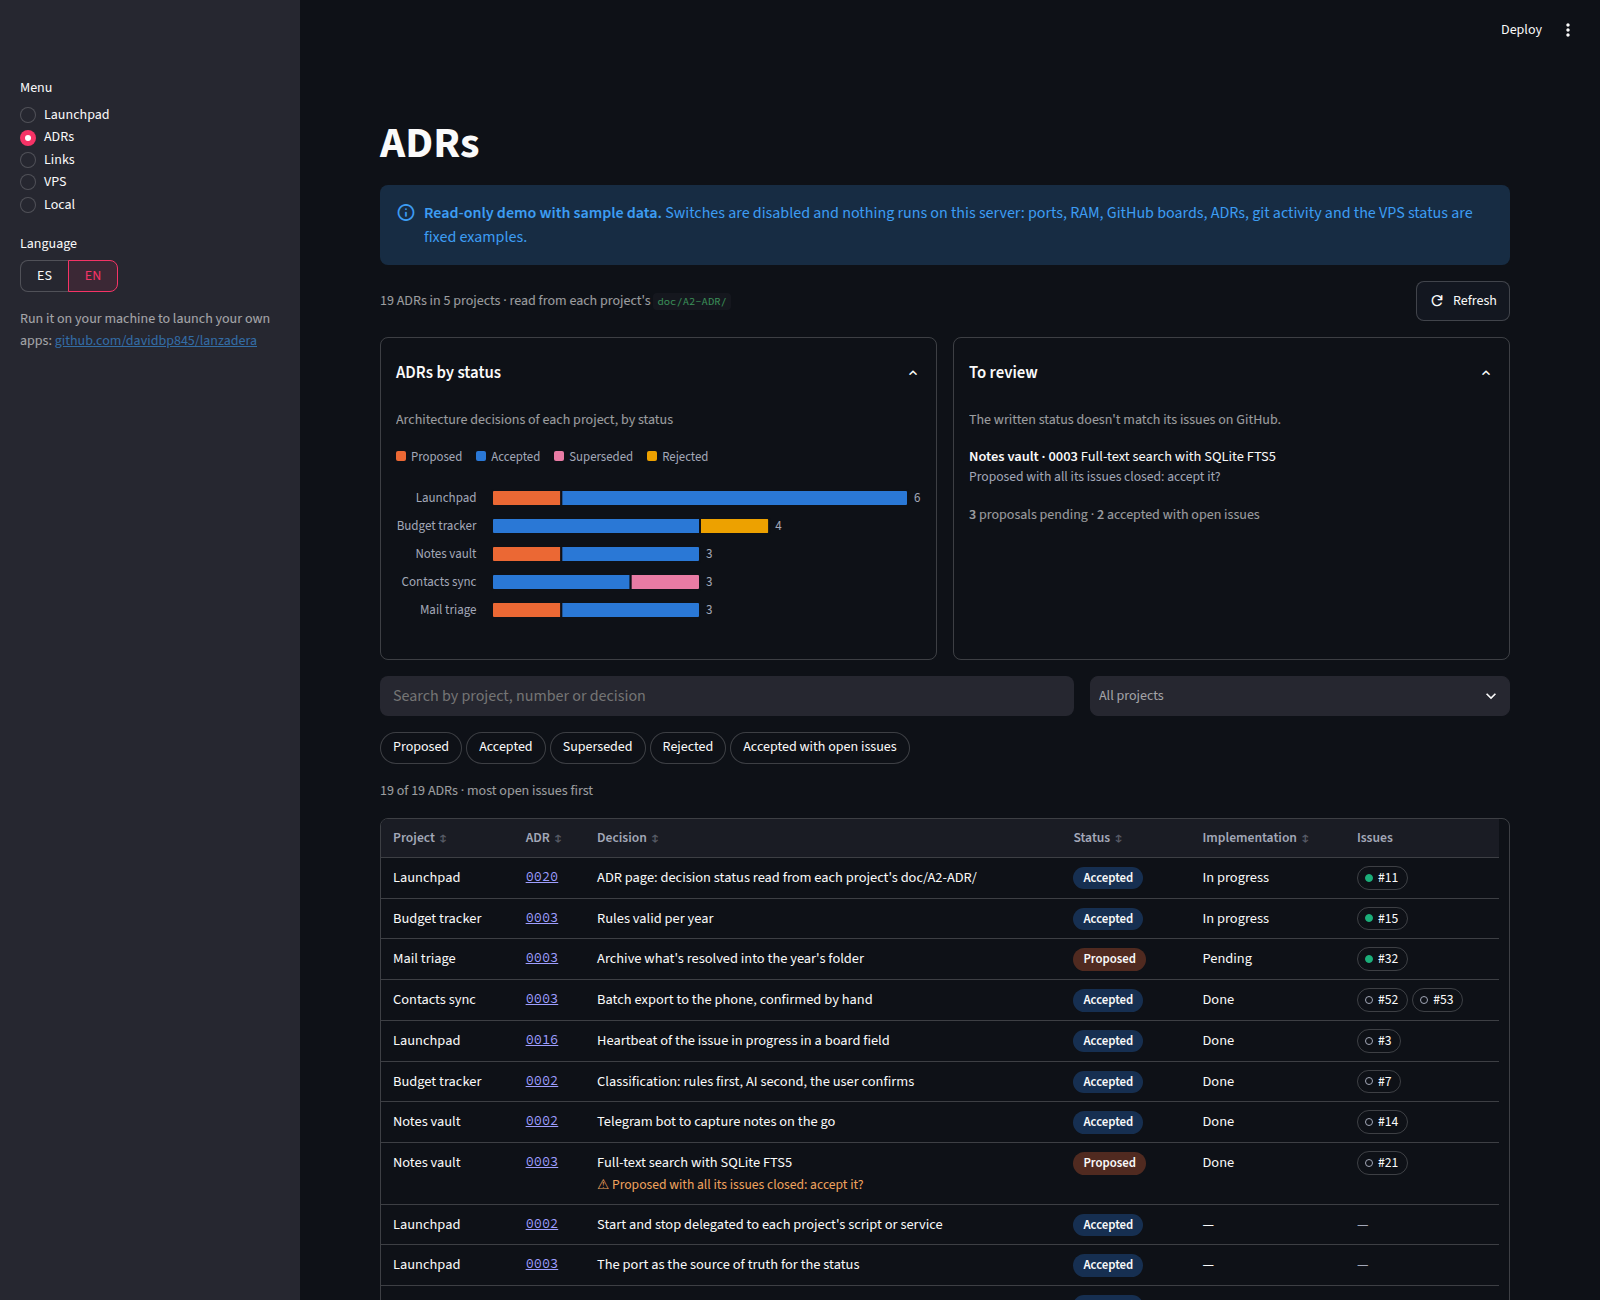 Deploy
Menu
Launchpad
ADRs
Links
VPS
Local
Language
ES EN
Run it on your machine to launch your own
apps: github.com/davidbp845/lanzadera
ADRs
Read-only demo with sample data. Switches are disabled and nothing runs on this server: ports, RAM, GitHub boards, ADRs, git activity and the VPS status are
fixed examples.
19 ADRs in 5 projects · read from each project's doc/A2-ADR/
Refresh
ADRs by status
Architecture decisions of each project, by status
Proposed Accepted Superseded Rejected
Launchpad 6
Budget tracker 4
Notes vault 3
Contacts sync 3
Mail triage 3
To review
The written status doesn't match its issues on GitHub.
Notes vault · 0003 Full-text search with SQLite FTS5
Proposed with all its issues closed: accept it?
3 proposals pending · 2 accepted with open issues
Search by project, number or decision
All projects
Proposed Accepted Superseded Rejected Accepted with open issues
19 of 19 ADRs · most open issues first
Project ↕ ADR ↕ Decision ↕ Status ↕ Implementation ↕ Issues
Launchpad 0020 ADR page: decision status read from each project's doc/A2-ADR/ Accepted In progress #11
Budget tracker 0003 Rules valid per year Accepted In progress #15
Mail triage 0003 Archive what's resolved into the year's folder Proposed Pending #32
Contacts sync 0003 Batch export to the phone, confirmed by hand Accepted Done #52 #53
Launchpad 0016 Heartbeat of the issue in progress in a board field Accepted Done #3
Budget tracker 0002 Classification: rules first, AI second, the user confirms Accepted Done #7
Notes vault 0002 Telegram bot to capture notes on the go Accepted Done #14
Notes vault 0003 Full-text search with SQLite FTS5 Proposed Done #21
⚠ Proposed with all its issues closed: accept it?
Launchpad 0002 Start and stop delegated to each project's script or service Accepted — —
Launchpad 0003 The port as the source of truth for the status Accepted — —